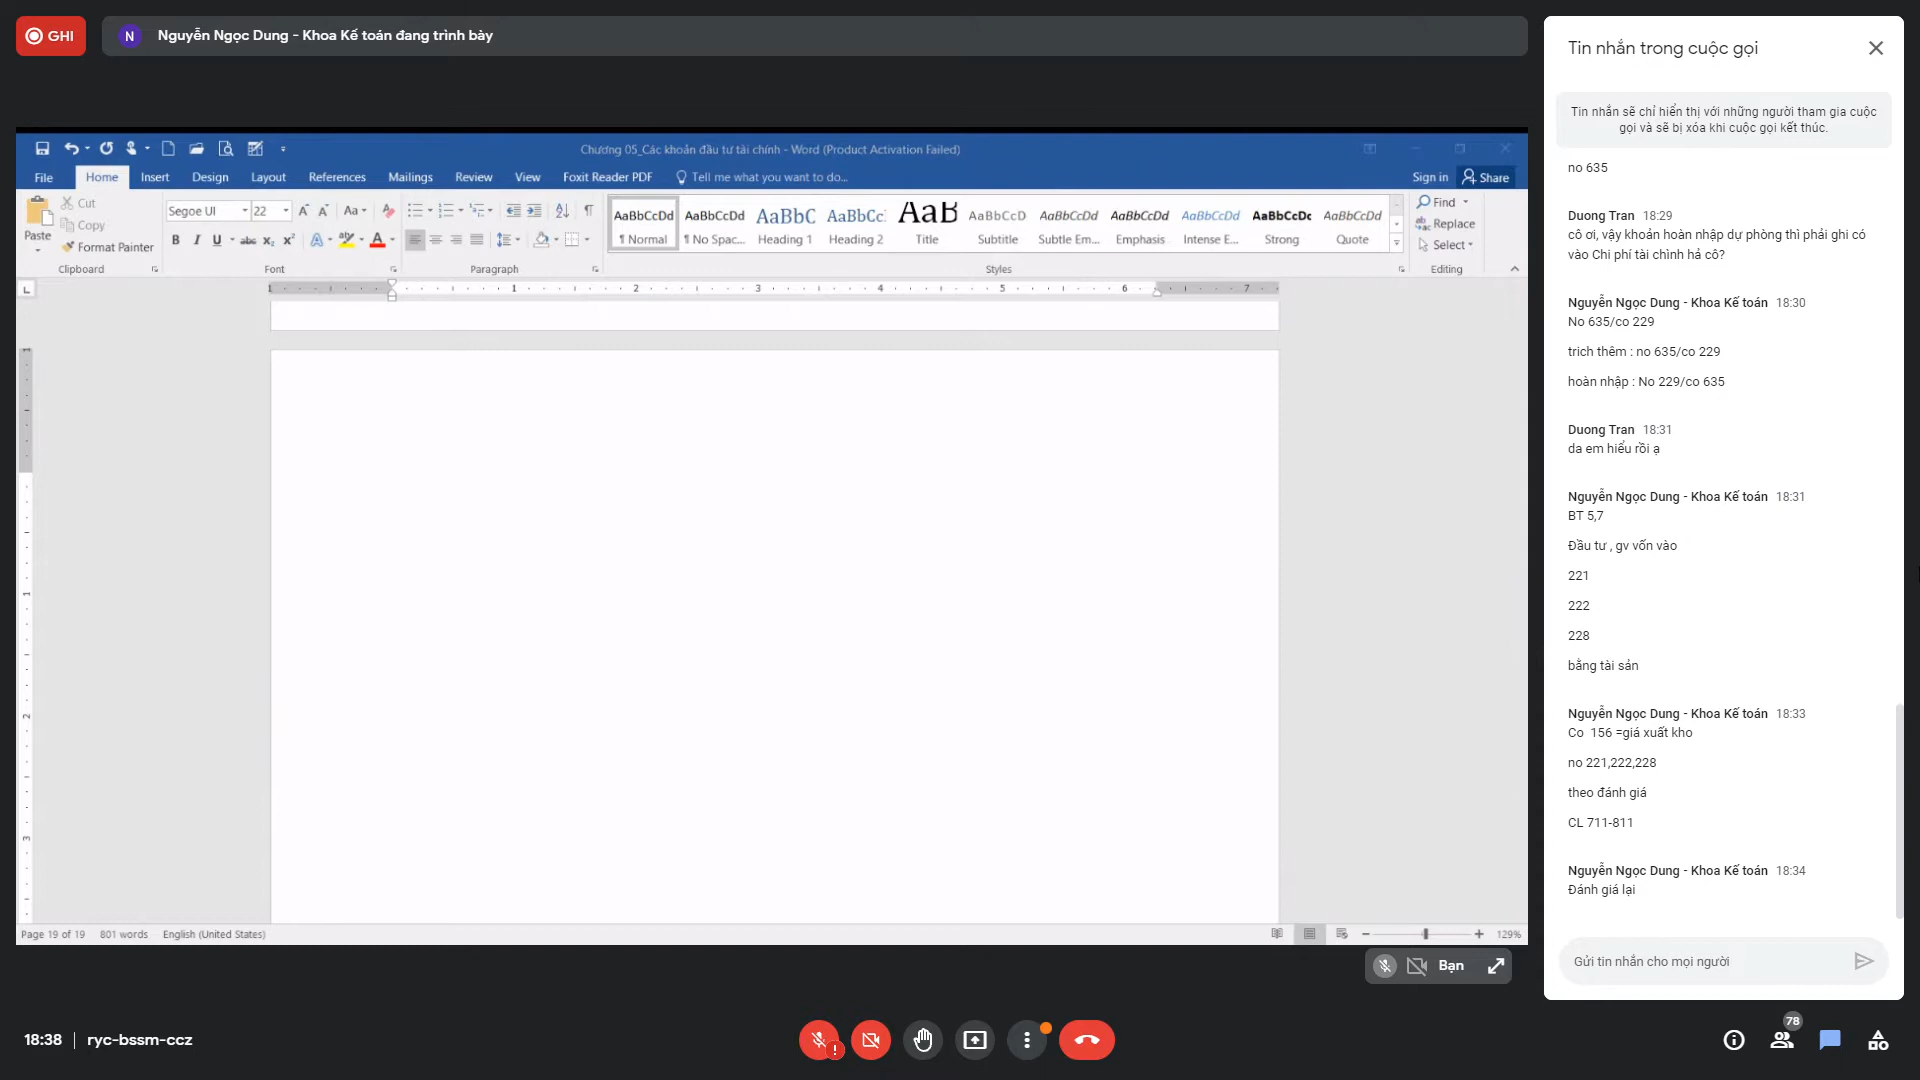 GHI
N
Nguyễn Ngọc Dung - Khoa Kế toán đang trình bày
Chương 05_Các khoản đầu tư tài chính - Word (Product Activation Failed)
File Home Insert Design Layout References Mailings Review View Foxit Reader PDF Tell me what you want to do... Sign in Share
Paste
Cut
Copy
Format Painter
Clipboard
Segoe UI 22
Font
Paragraph
AaBbCcDd AaBbCcDd AaBbC AaBbCc AaB AaBbCcD AaBbCcDd AaBbCcDd AaBbCcDd AaBbCcDc AaBbCcDd
¶ Normal ¶ No Spac... Heading 1 Heading 2 Title Subtitle Subtle Em... Emphasis Intense E... Strong Quote
Styles
Find
Replace
Select
Editing
1 1 2 3 4 5 6 7
1
1
2
3
Page 19 of 19 801 words English (United States) 129%
Bạn
18:38 ryc-bssm-ccz
Tin nhắn trong cuộc gọi
Tin nhắn sẽ chỉ hiển thị với những người tham gia cuộc
gọi và sẽ bị xóa khi cuộc gọi kết thúc.
no 635
Duong Tran 18:29
cô ơi, vậy khoản hoàn nhập dự phòng thì phải ghi có
vào Chi phí tài chình hả cô?
Nguyễn Ngọc Dung - Khoa Kế toán 18:30
No 635/co 229
trich thêm : no 635/co 229
hoàn nhập : No 229/co 635
Duong Tran 18:31
da em hiểu rồi ạ
Nguyễn Ngọc Dung - Khoa Kế toán 18:31
BT 5,7
Đầu tư , gv vốn vào
221
222
228
bằng tài sản
Nguyễn Ngọc Dung - Khoa Kế toán 18:33
Co 156 =giá xuất kho
no 221,222,228
theo đánh giá
CL 711-811
Nguyễn Ngọc Dung - Khoa Kế toán 18:34
Đánh giá lại
Gửi tin nhắn cho mọi người
78